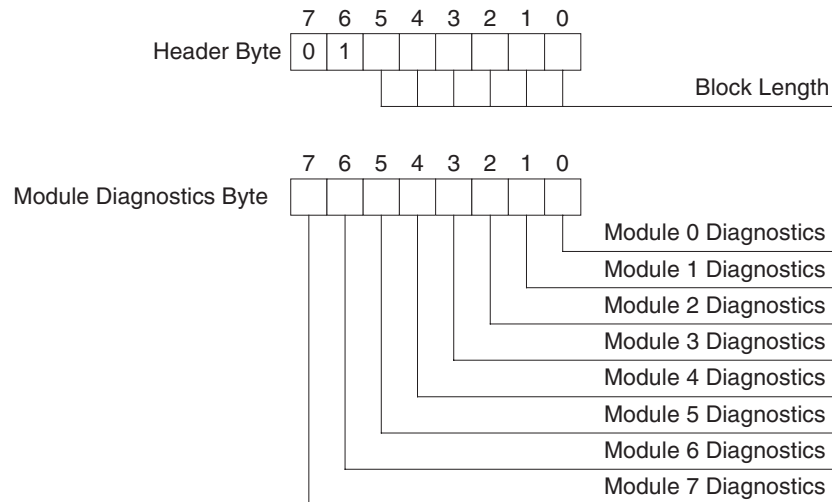 7 6 5 4 3 2 1 0
Header Byte 0 1
Block Length
7 6 5 4 3 2 1 0
Module Diagnostics Byte
Module 0 Diagnostics
Module 1 Diagnostics
Module 2 Diagnostics
Module 3 Diagnostics
Module 4 Diagnostics
Module 5 Diagnostics
Module 6 Diagnostics
Module 7 Diagnostics